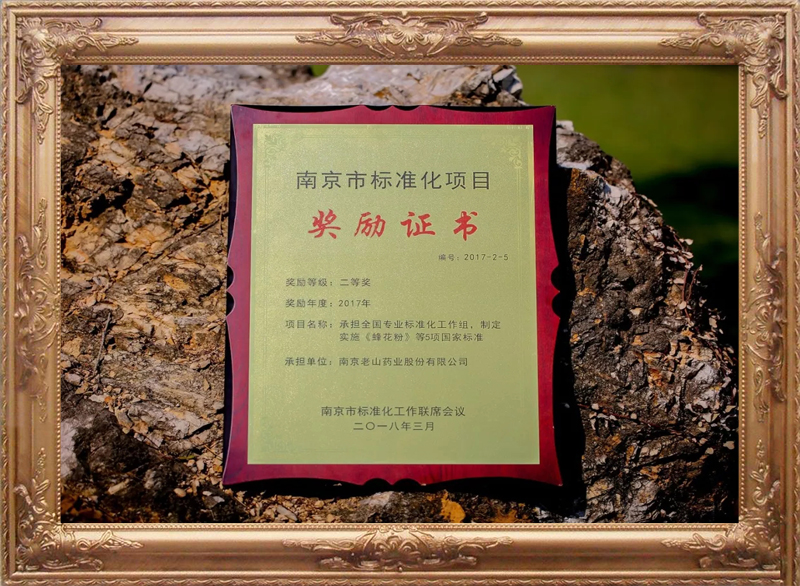 南京市标准化项目
奖励证书
编号：2017-2-5
奖励等级：二等奖
奖励年度：2017年
项目名称：承担全国专业标准化工作组，制定
实施《蜂花粉》等5项国家标准
承担单位：南京老山药业股份有限公司
南京市标准化工作联席会议
二〇一八年三月